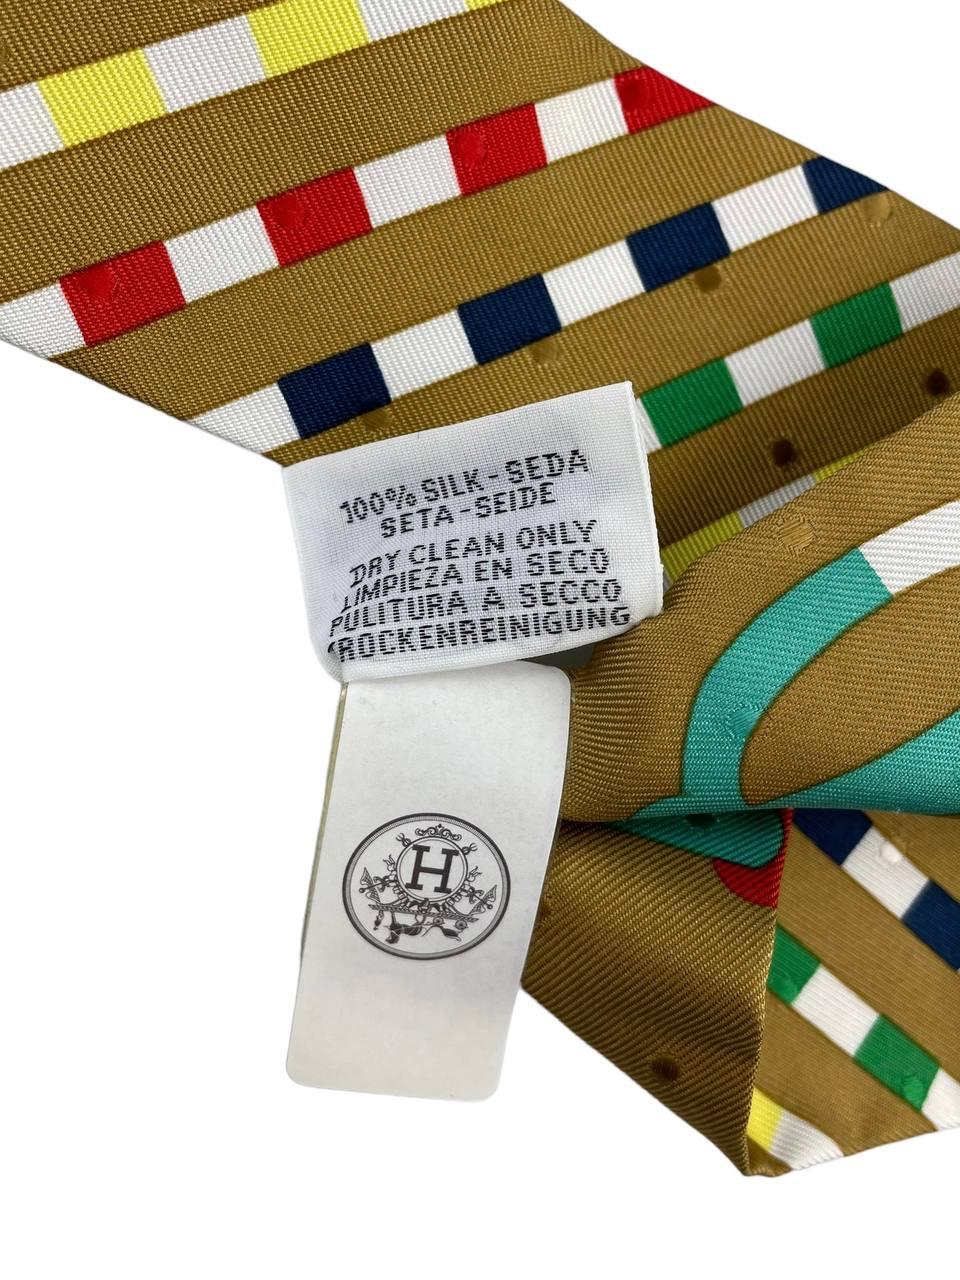 100% SILK - SEDA
SETA - SEIDE
DRY CLEAN ONLY
LIMPIEZA EN SECO
PULITURA A SECCO
TROCKENREINIGUNG
H